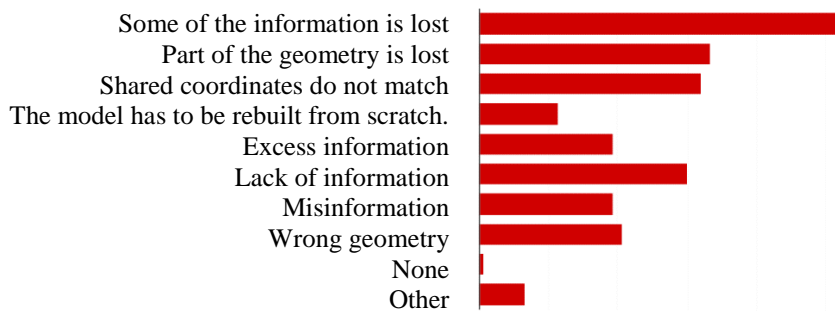 Some of the information is lost
Part of the geometry is lost
Shared coordinates do not match
The model has to be rebuilt from scratch.
Excess information
Lack of information
Misinformation
Wrong geometry
None
Other